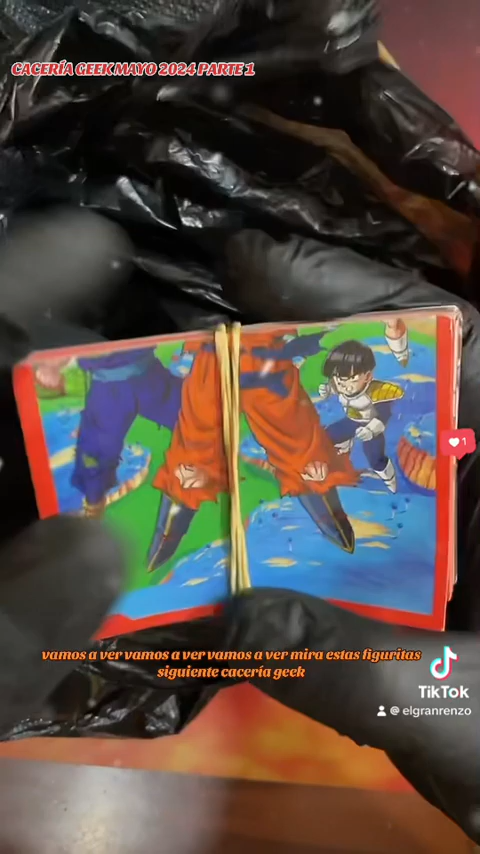 CACERÍA GEEK MAYO 2024 PARTE 1
1
vamos a ver vamos a ver vamos a ver mira estas figuritas
siguiente cacería geek
TikTok
@ elgranrenzo